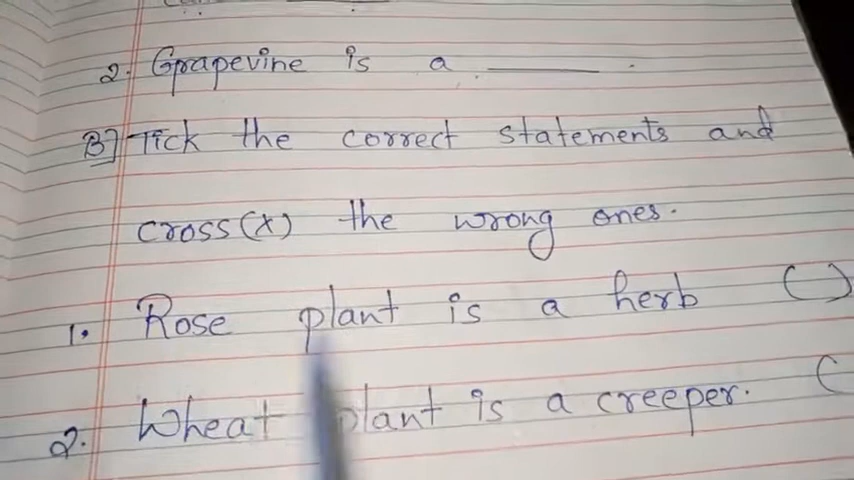 2. Grapevine is a ______.
B] Tick the correct statements and
cross(x) the wrong ones.
1. Rose plant is a herb ( )
2. Wheat plant is a creeper. (